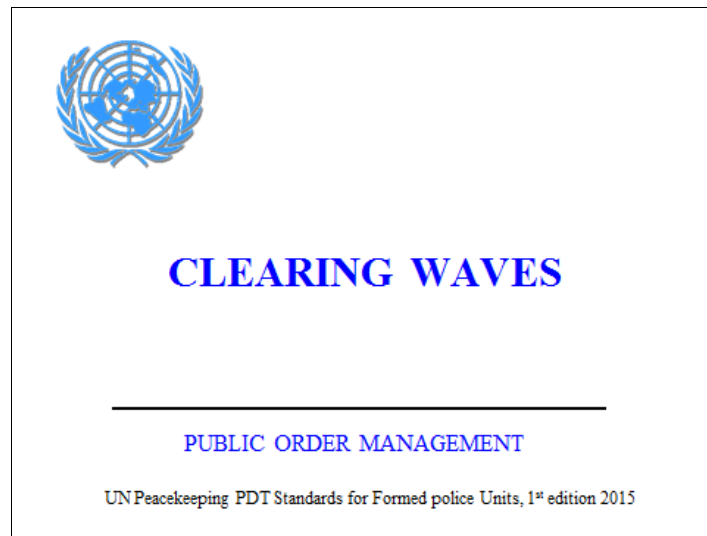 CLEARING WAVES
PUBLIC ORDER MANAGEMENT
UN Peacekeeping PDT Standards for Formed police Units, 1st edition 2015